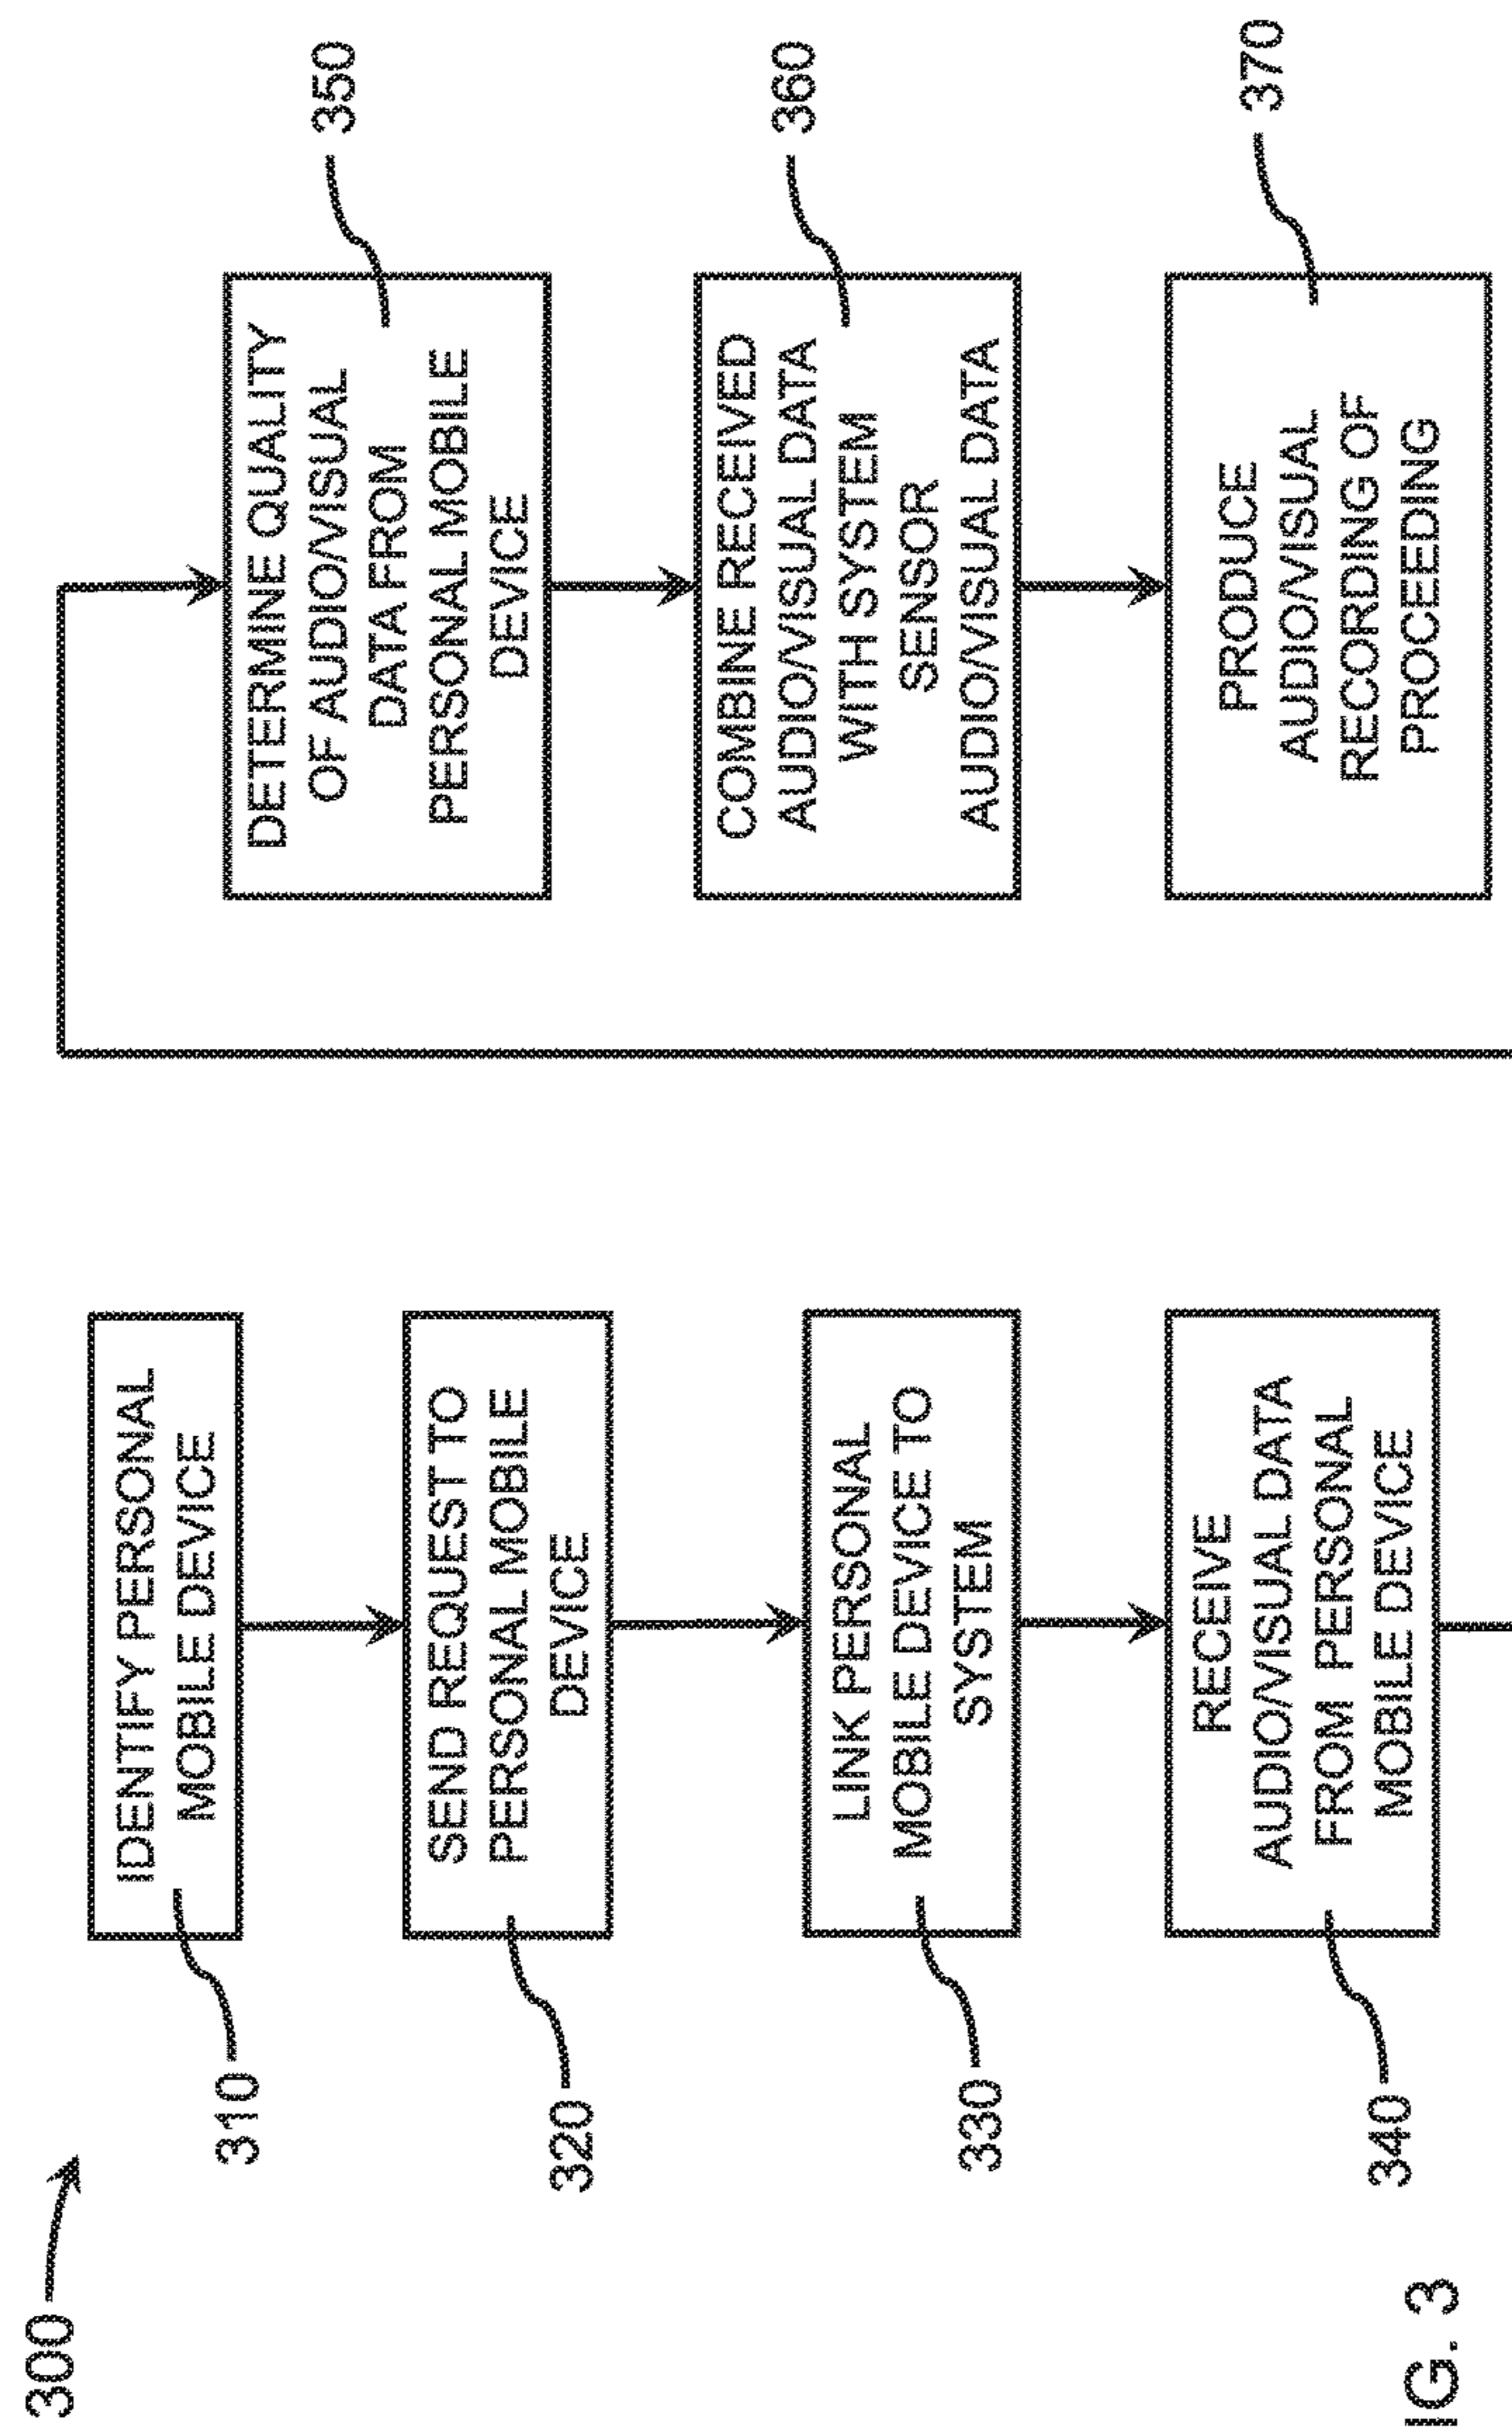 300
IDENTIFY PERSONAL
MOBILE DEVICE
310
SEND REQUEST TO
PERSONAL MOBILE
DEVICE
320
LINK PERSONAL
MOBILE DEVICE TO
SYSTEM
330
RECEIVE
AUDIO/VISUAL DATA
FROM PERSONAL
MOBILE DEVICE
340
DETERMINE QUALITY
OF AUDIO/VISUAL
DATA FROM
PERSONAL MOBILE
DEVICE
350
COMBINE RECEIVED
AUDIO/VISUAL DATA
WITH SYSTEM
SENSOR
AUDIO/VISUAL DATA
360
PRODUCE
AUDIO/VISUAL
RECORDING OF
PROCEEDING
370
IG. 3